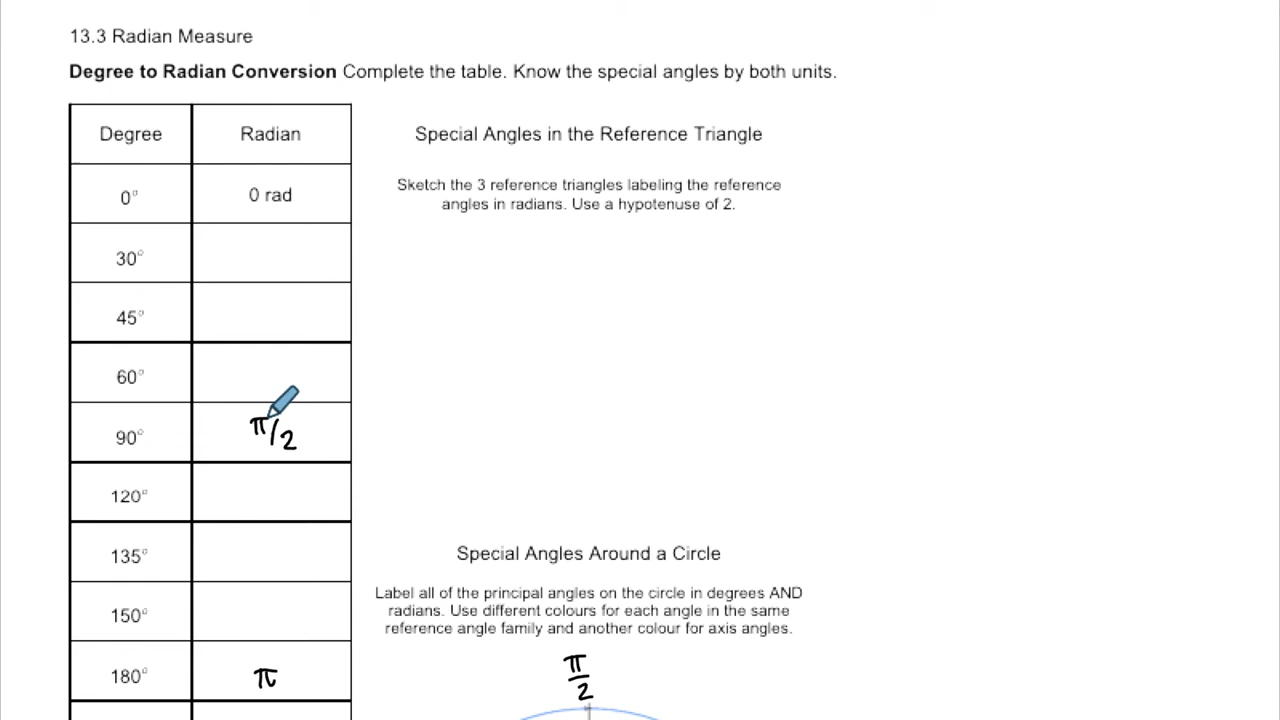 13.3 Radian Measure
Degree to Radian Conversion Complete the table. Know the special angles by both units.
Degree Radian
0° 0 rad
30°
45°
60°
90° π/2
120°
135°
150°
180° π
Special Angles in the Reference Triangle
Sketch the 3 reference triangles labeling the reference
angles in radians. Use a hypotenuse of 2.
Special Angles Around a Circle
Label all of the principal angles on the circle in degrees AND
radians. Use different colours for each angle in the same
reference angle family and another colour for axis angles.
π
2